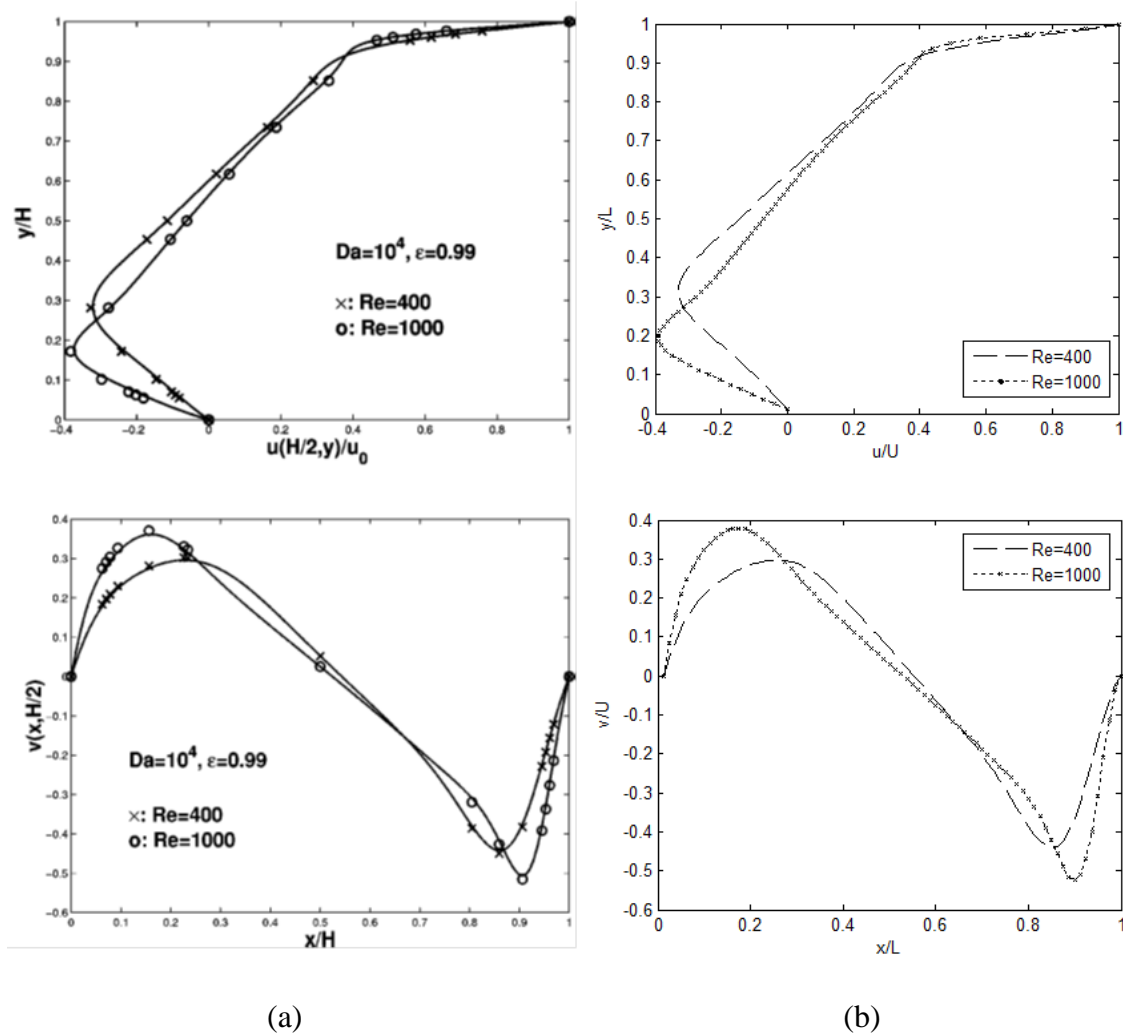 1
0.9
0.8
0.7
0.6
0.5
0.4
0.3
0.2
0.1
0
y/H
Da=10⁴, ε=0.99
×: Re=400
o: Re=1000
-0.4 -0.2 0 0.2 0.4 0.6 0.8 1
u(H/2,y)/u₀
1
0.9
0.8
0.7
0.6
0.5
0.4
0.3
0.2
0.1
0
y/L
Re=400
Re=1000
-0.4 -0.2 0 0.2 0.4 0.6 0.8 1
u/U
0.4
0.3
0.2
0.1
0
-0.1
-0.2
-0.3
-0.4
-0.5
-0.6
v(x,H/2)
Da=10⁴, ε=0.99
×: Re=400
o: Re=1000
0 0.1 0.2 0.3 0.4 0.5 0.6 0.7 0.8 0.9 1
x/H
0.4
0.3
0.2
0.1
0
-0.1
-0.2
-0.3
-0.4
-0.5
-0.6
v/U
Re=400
Re=1000
0 0.2 0.4 0.6 0.8 1
x/L
(a)
(b)